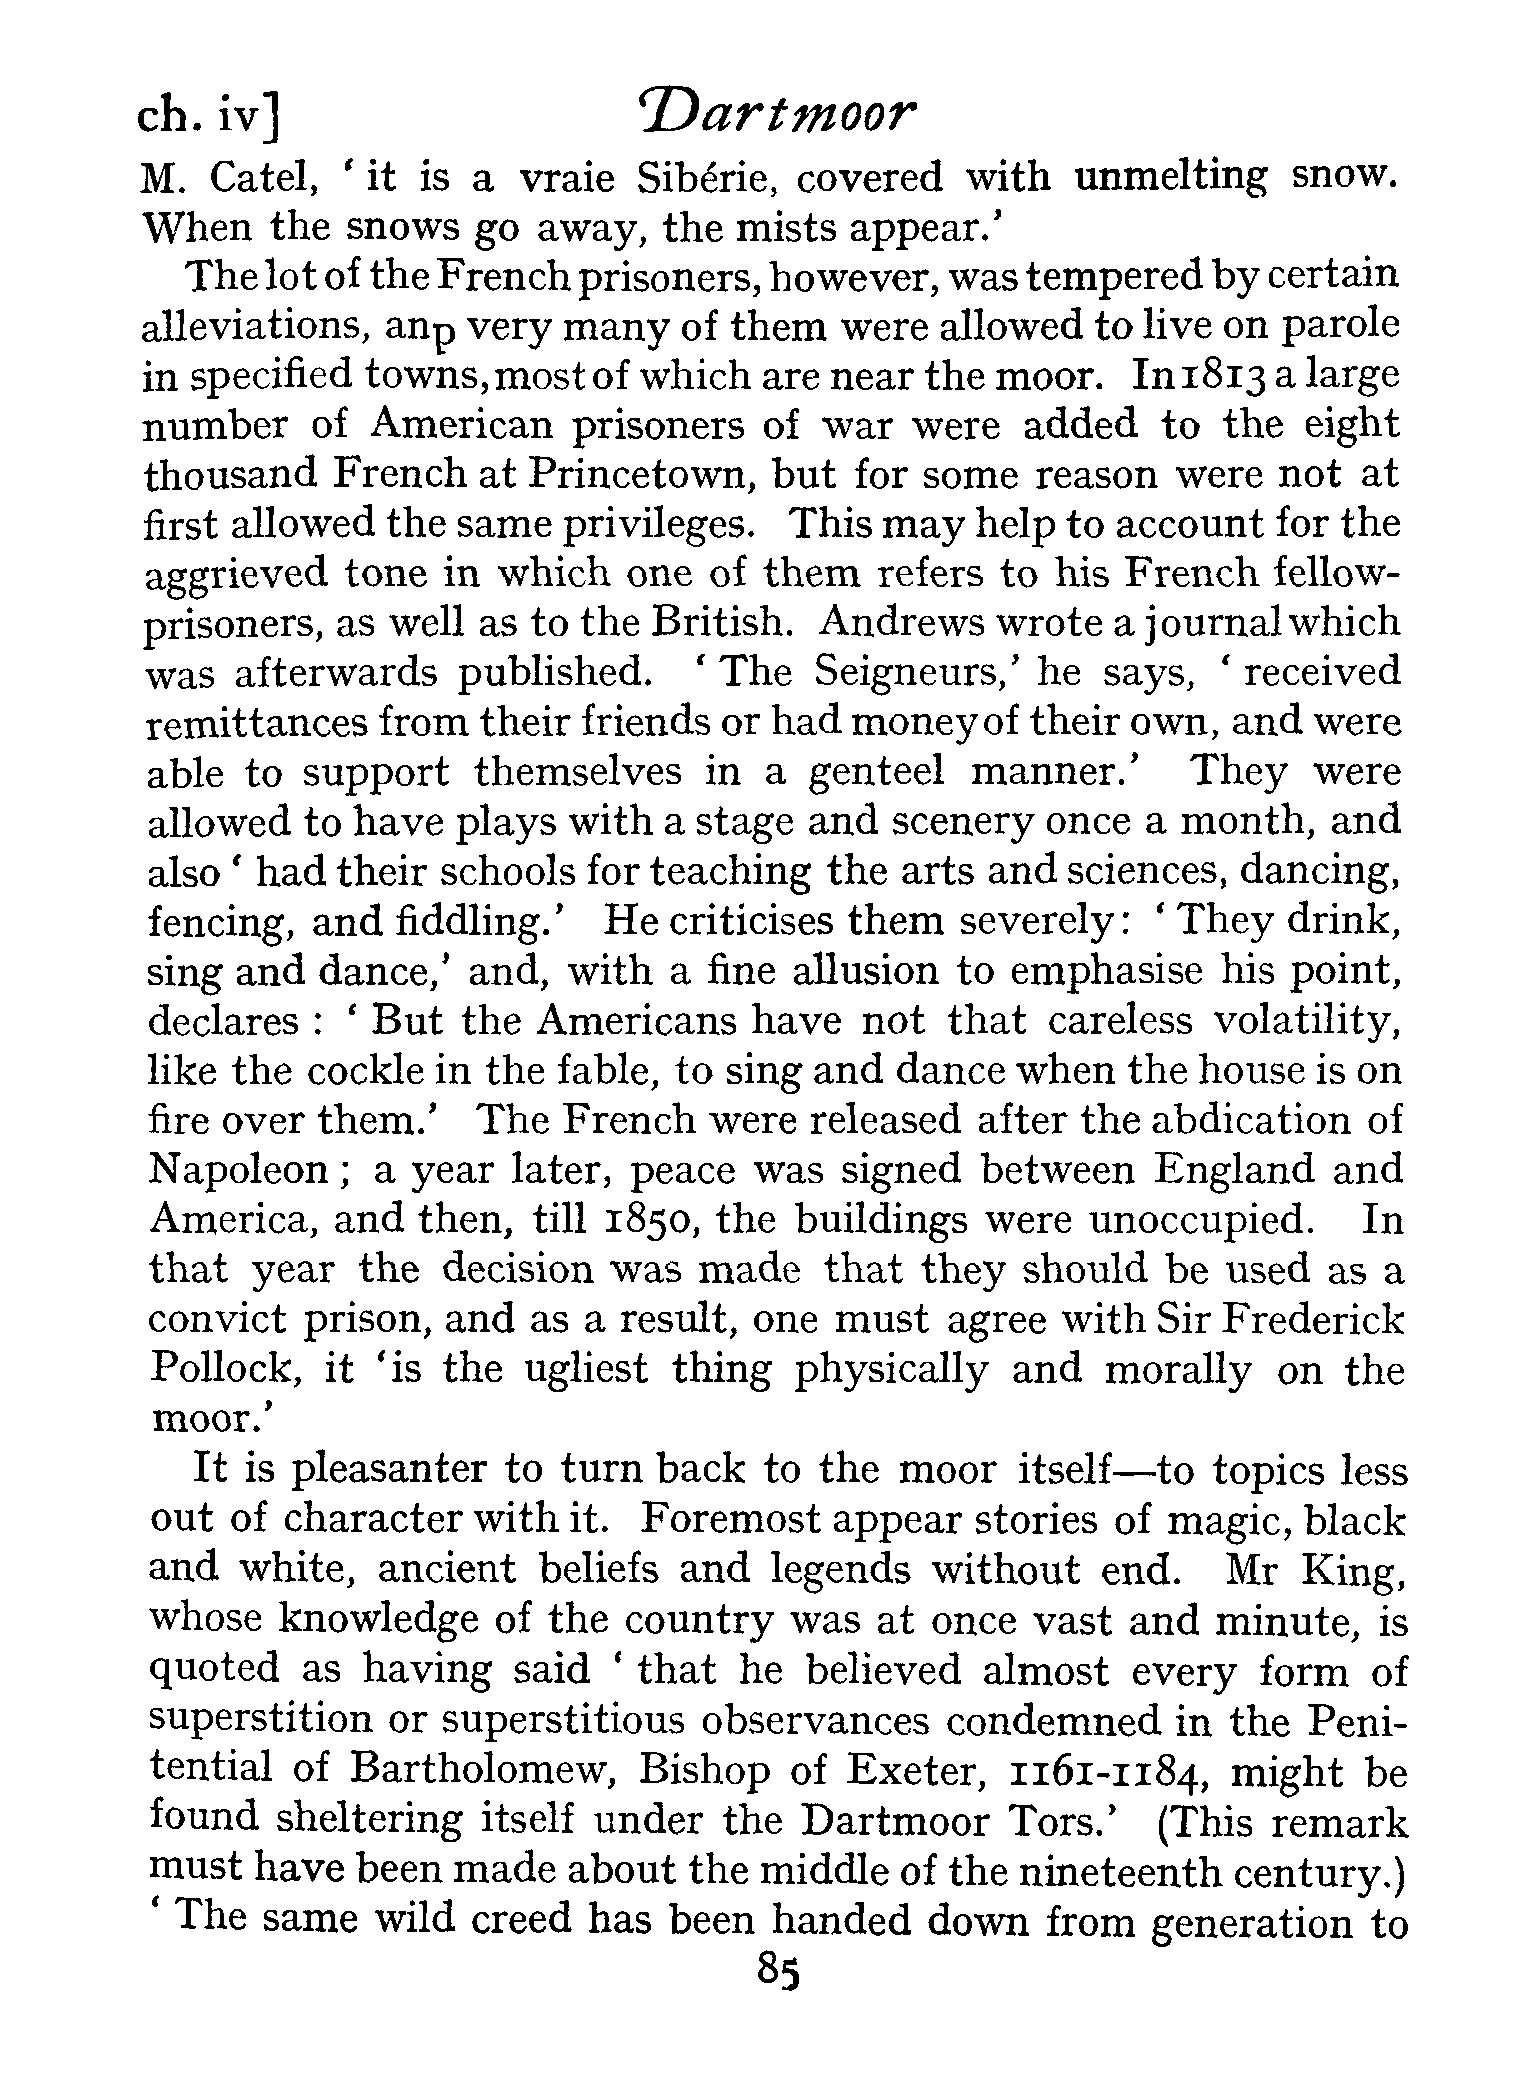 ch. iv] Dartmoor
M. Catel, ‘ it is a vraie Sibérie, covered with unmelting snow.
When the snows go away, the mists appear.’
The lot of the French prisoners, however, was tempered by certain
alleviations, anp very many of them were allowed to live on parole
in specified towns, most of which are near the moor. In 1813 a large
number of American prisoners of war were added to the eight
thousand French at Princetown, but for some reason were not at
first allowed the same privileges. This may help to account for the
aggrieved tone in which one of them refers to his French fellow-
prisoners, as well as to the British. Andrews wrote a journal which
was afterwards published. ‘ The Seigneurs,’ he says, ‘ received
remittances from their friends or had money of their own, and were
able to support themselves in a genteel manner.’ They were
allowed to have plays with a stage and scenery once a month, and
also ‘ had their schools for teaching the arts and sciences, dancing,
fencing, and fiddling.’ He criticises them severely: ‘ They drink,
sing and dance,’ and, with a fine allusion to emphasise his point,
declares : ‘ But the Americans have not that careless volatility,
like the cockle in the fable, to sing and dance when the house is on
fire over them.’ The French were released after the abdication of
Napoleon ; a year later, peace was signed between England and
America, and then, till 1850, the buildings were unoccupied. In
that year the decision was made that they should be used as a
convict prison, and as a result, one must agree with Sir Frederick
Pollock, it ‘is the ugliest thing physically and morally on the
moor.’
It is pleasanter to turn back to the moor itself—to topics less
out of character with it. Foremost appear stories of magic, black
and white, ancient beliefs and legends without end. Mr King,
whose knowledge of the country was at once vast and minute, is
quoted as having said ‘ that he believed almost every form of
superstition or superstitious observances condemned in the Peni-
tential of Bartholomew, Bishop of Exeter, 1161-1184, might be
found sheltering itself under the Dartmoor Tors.’ (This remark
must have been made about the middle of the nineteenth century.)
‘ The same wild creed has been handed down from generation to
85